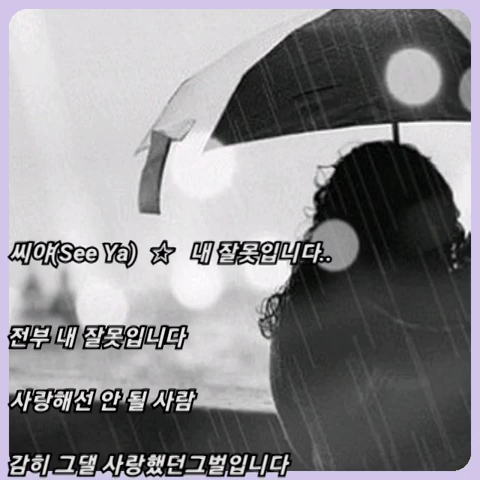 씨야(See Ya) ☆ 내 잘못입니다..
전부 내 잘못입니다
사랑해선 안 될 사람
감히 그댈 사랑했던그벌입니다